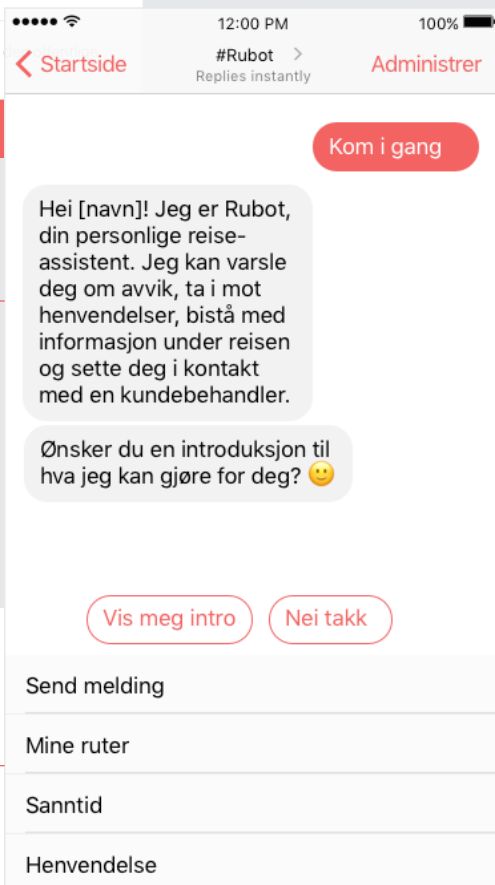 12:00 PM
100%
Startside
#Rubot
Administrer
Replies instantly
Kom i gang
Hei [navn]! Jeg er Rubot,
din personlige reise-
assistent. Jeg kan varsle
deg om avvik, ta i mot
henvendelser, bistå med
informasjon under reisen
og sette deg i kontakt
med en kundebehandler.
Ønsker du en introduksjon til
hva jeg kan gjøre for deg? 🙂
Vis meg intro
Nei takk
Send melding
Mine ruter
Sanntid
Henvendelse